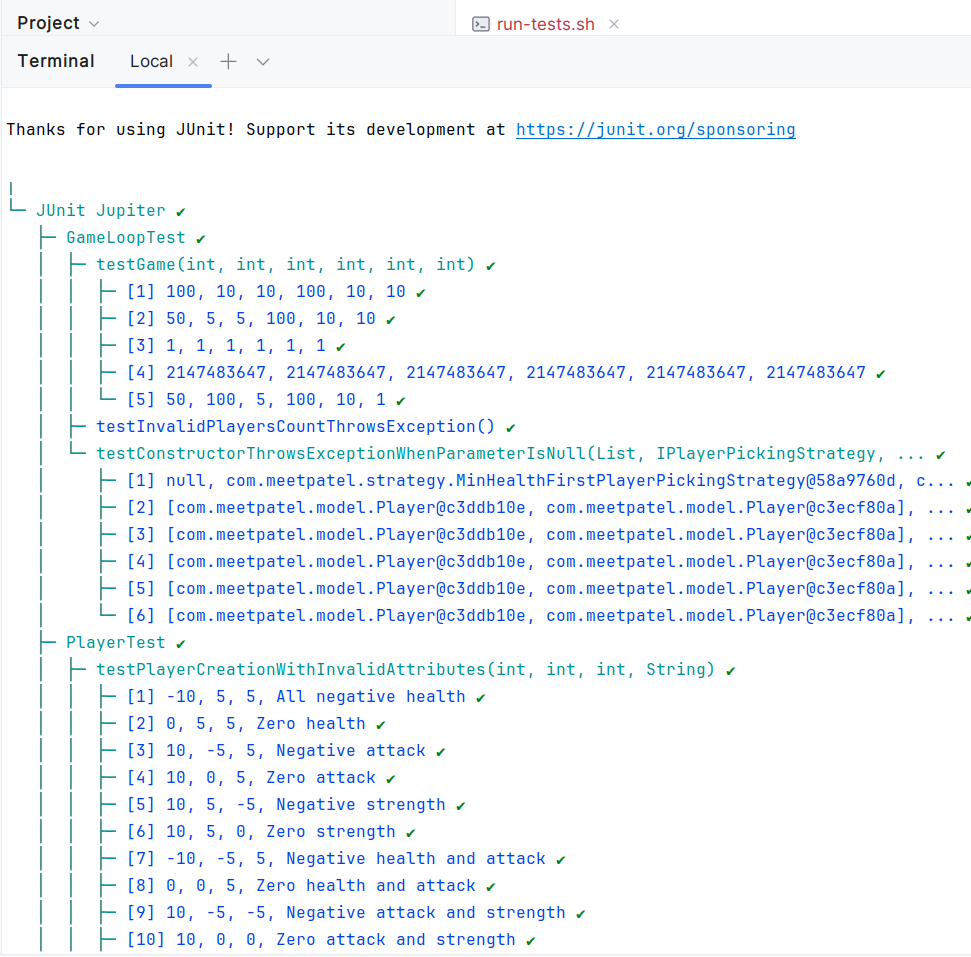 Project
run-tests.sh
Terminal Local
Thanks for using JUnit! Support its development at https://junit.org/sponsoring
JUnit Jupiter ✔
GameLoopTest ✔
testGame(int, int, int, int, int, int) ✔
[1] 100, 10, 10, 100, 10, 10 ✔
[2] 50, 5, 5, 100, 10, 10 ✔
[3] 1, 1, 1, 1, 1, 1 ✔
[4] 2147483647, 2147483647, 2147483647, 2147483647, 2147483647, 2147483647 ✔
[5] 50, 100, 5, 100, 10, 1 ✔
testInvalidPlayersCountThrowsException() ✔
testConstructorThrowsExceptionWhenParameterIsNull(List, IPlayerPickingStrategy, ... ✔
[1] null, com.meetpatel.strategy.MinHealthFirstPlayerPickingStrategy@58a9760d, c... ✔
[2] [com.meetpatel.model.Player@c3ddb10e, com.meetpatel.model.Player@c3ecf80a], ... ✔
[3] [com.meetpatel.model.Player@c3ddb10e, com.meetpatel.model.Player@c3ecf80a], ... ✔
[4] [com.meetpatel.model.Player@c3ddb10e, com.meetpatel.model.Player@c3ecf80a], ... ✔
[5] [com.meetpatel.model.Player@c3ddb10e, com.meetpatel.model.Player@c3ecf80a], ... ✔
[6] [com.meetpatel.model.Player@c3ddb10e, com.meetpatel.model.Player@c3ecf80a], ... ✔
PlayerTest ✔
testPlayerCreationWithInvalidAttributes(int, int, int, String) ✔
[1] -10, 5, 5, All negative health ✔
[2] 0, 5, 5, Zero health ✔
[3] 10, -5, 5, Negative attack ✔
[4] 10, 0, 5, Zero attack ✔
[5] 10, 5, -5, Negative strength ✔
[6] 10, 5, 0, Zero strength ✔
[7] -10, -5, 5, Negative health and attack ✔
[8] 0, 0, 5, Zero health and attack ✔
[9] 10, -5, -5, Negative attack and strength ✔
[10] 10, 0, 0, Zero attack and strength ✔